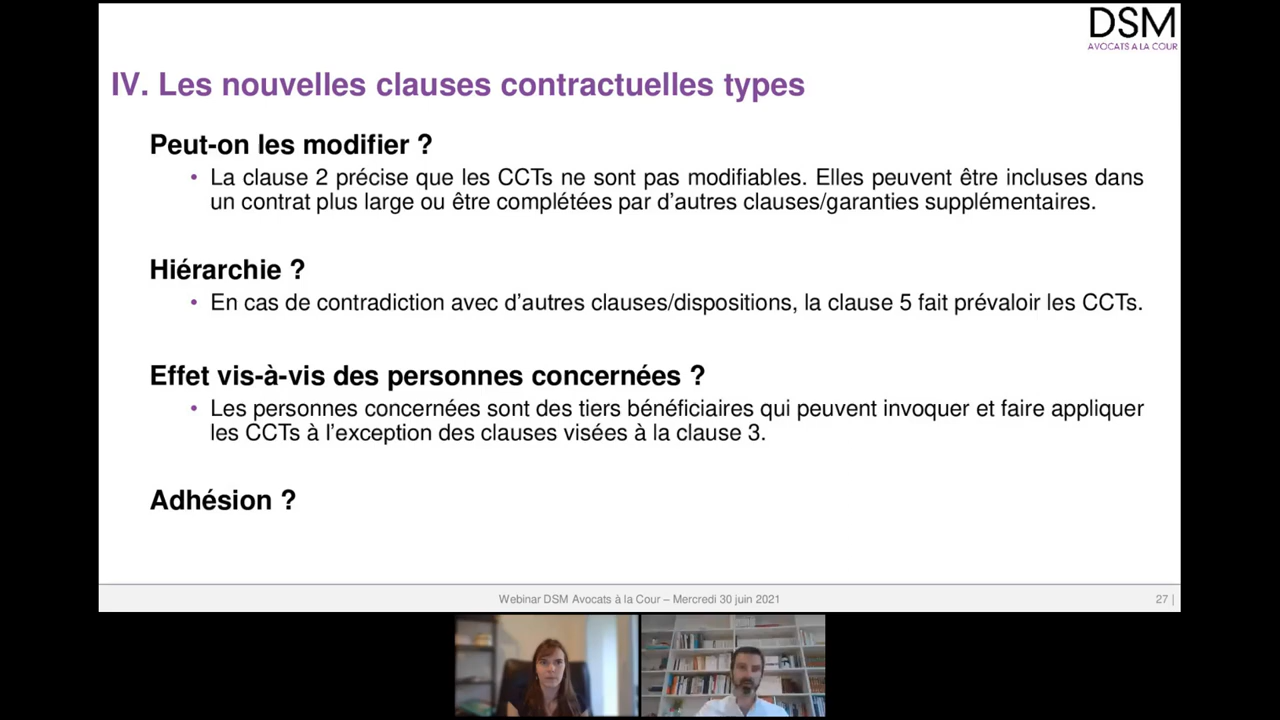 DSM
AVOCATS A LA COUR
IV. Les nouvelles clauses contractuelles types
Peut-on les modifier ?
• La clause 2 précise que les CCTs ne sont pas modifiables. Elles peuvent être incluses dans
un contrat plus large ou être complétées par d’autres clauses/garanties supplémentaires.
Hiérarchie ?
• En cas de contradiction avec d’autres clauses/dispositions, la clause 5 fait prévaloir les CCTs.
Effet vis-à-vis des personnes concernées ?
• Les personnes concernées sont des tiers bénéficiaires qui peuvent invoquer et faire appliquer
les CCTs à l’exception des clauses visées à la clause 3.
Adhésion ?
Webinar DSM Avocats à la Cour – Mercredi 30 juin 2021
27 |